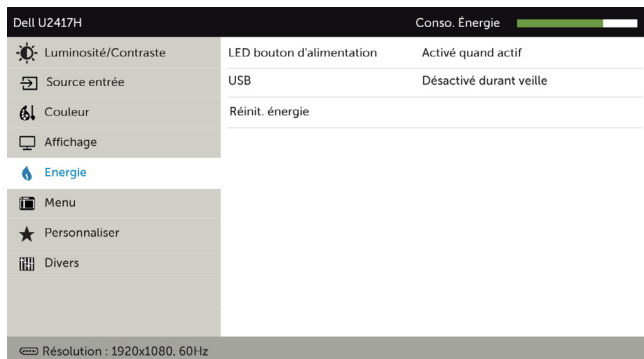 Dell U2417H Conso. Énergie
Luminosité/Contraste LED bouton d'alimentation Activé quand actif
Source entrée USB Désactivé durant veille
Couleur Réinit. énergie
Affichage
Energie
Menu
Personnaliser
Divers
Résolution : 1920x1080, 60Hz